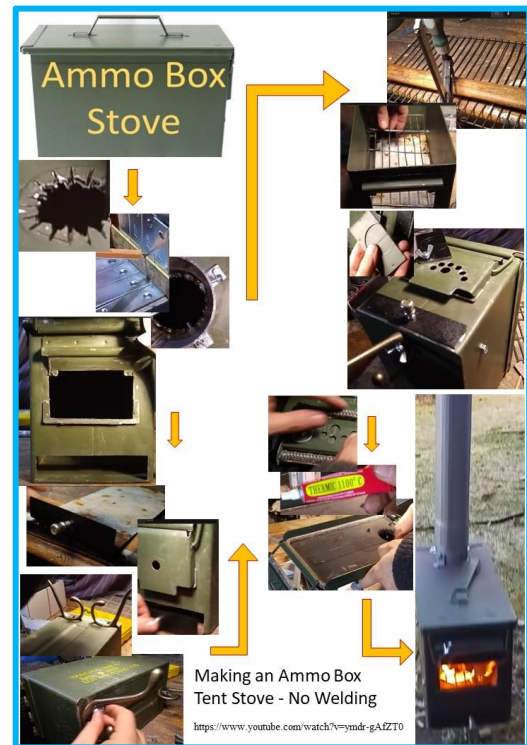 Ammo Box
Stove
THERMIC 1100° C
Making an Ammo Box
Tent Stove - No Welding
https://www.youtube.com/watch?v=ymdr-gAfZT0